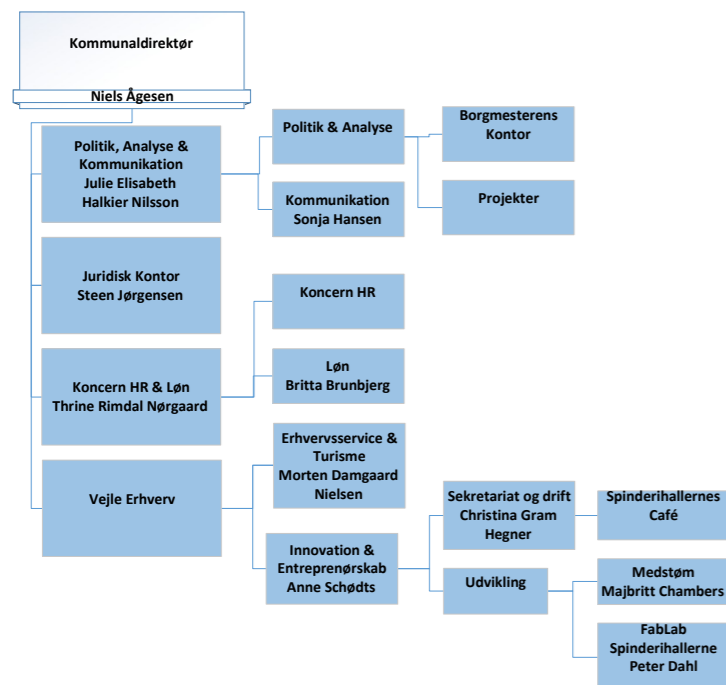 Kommunaldirektør
Niels Ågesen
Politik, Analyse &
Kommunikation
Julie Elisabeth
Halkier Nilsson
Politik & Analyse
Borgmesterens
Kontor
Projekter
Kommunikation
Sonja Hansen
Juridisk Kontor
Steen Jørgensen
Koncern HR & Løn
Thrine Rimdal Nørgaard
Koncern HR
Løn
Britta Brunbjerg
Vejle Erhverv
Erhvervsservice &
Turisme
Morten Damgaard
Nielsen
Innovation &
Entreprenørskab
Anne Schødts
Sekretariat og drift
Christina Gram
Hegner
Spinderihallernes
Café
Udvikling
Medstøm
Majbritt Chambers
FabLab
Spinderihallerne
Peter Dahl